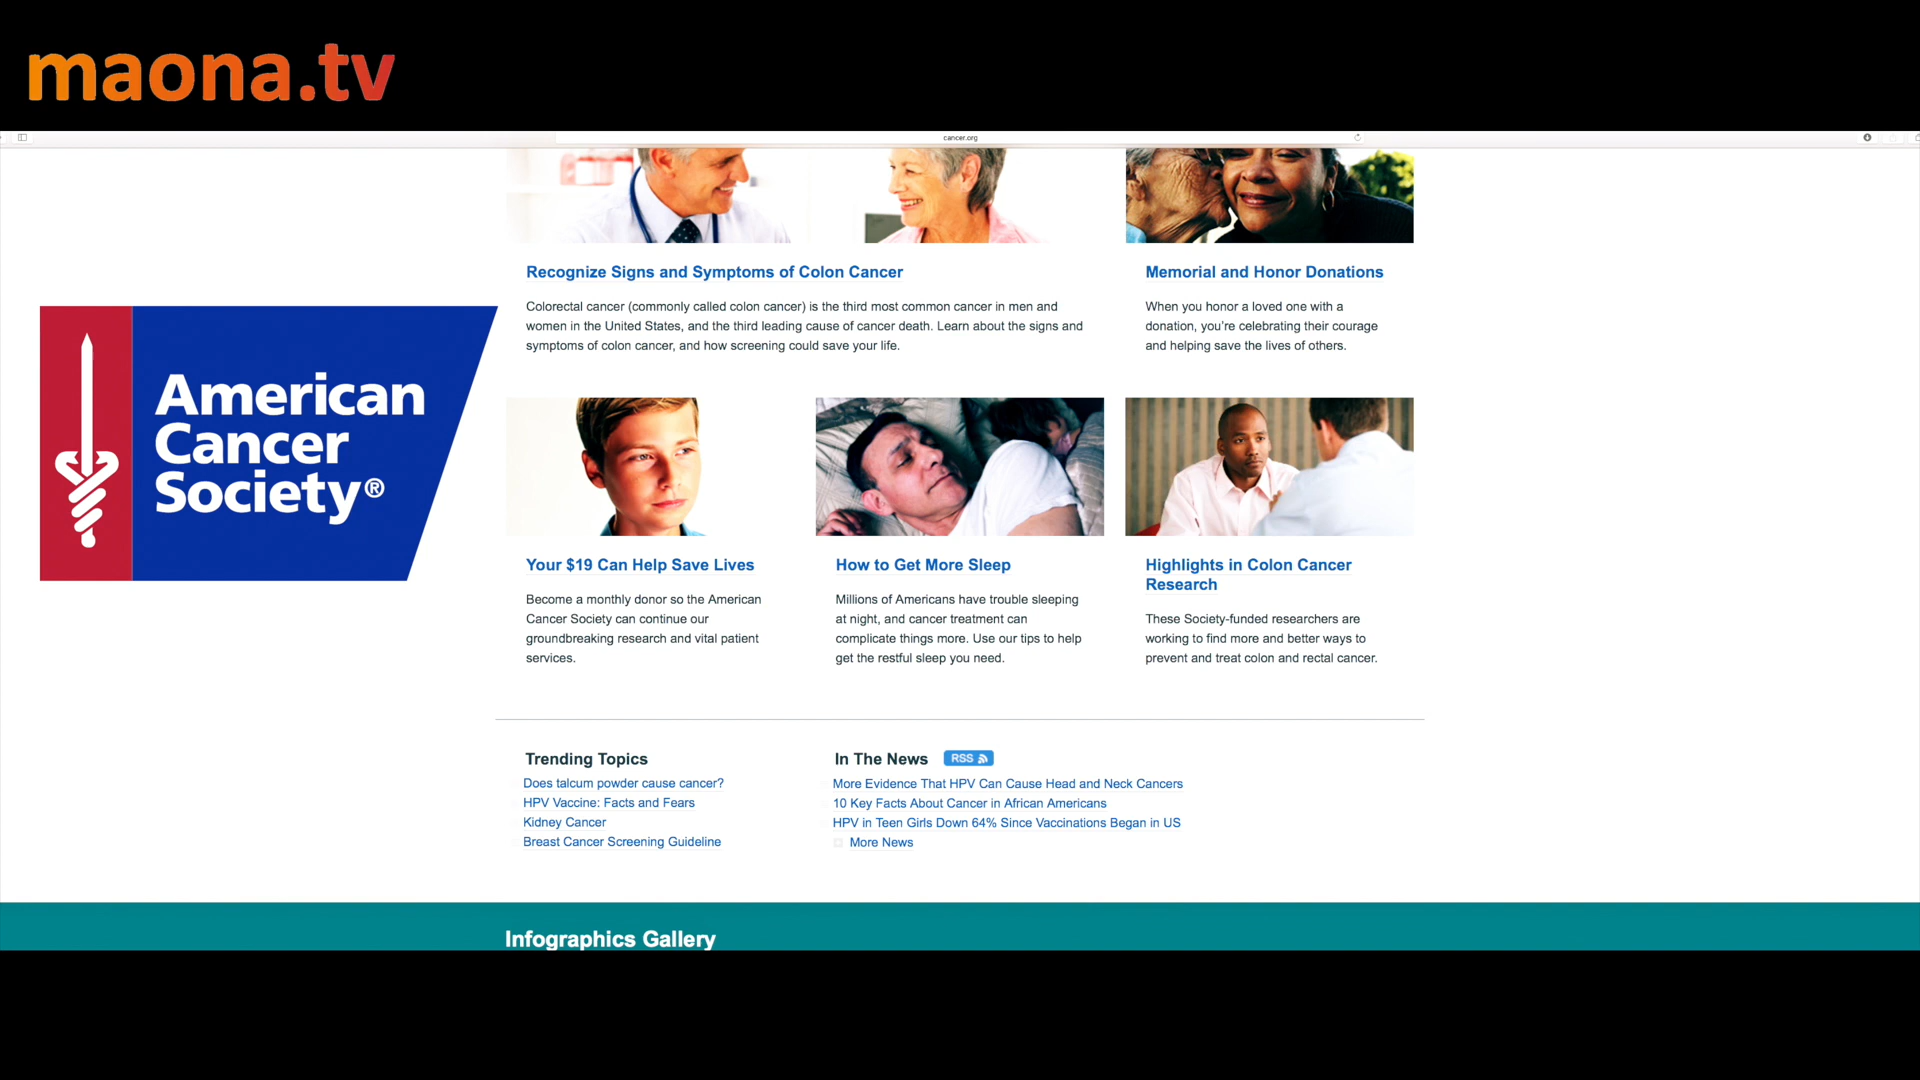 maona.tv
cancer.org
Recognize Signs and Symptoms of Colon Cancer
Colorectal cancer (commonly called colon cancer) is the third most common cancer in men and
women in the United States, and the third leading cause of cancer death. Learn about the signs and
symptoms of colon cancer, and how screening could save your life.
Memorial and Honor Donations
When you honor a loved one with a
donation, you’re celebrating their courage
and helping save the lives of others.
American
Cancer
Society®
Your $19 Can Help Save Lives
Become a monthly donor so the American
Cancer Society can continue our
groundbreaking research and vital patient
services.
How to Get More Sleep
Millions of Americans have trouble sleeping
at night, and cancer treatment can
complicate things more. Use our tips to help
get the restful sleep you need.
Highlights in Colon Cancer
Research
These Society-funded researchers are
working to find more and better ways to
prevent and treat colon and rectal cancer.
Trending Topics
Does talcum powder cause cancer?
HPV Vaccine: Facts and Fears
Kidney Cancer
Breast Cancer Screening Guideline
In The News
RSS
More Evidence That HPV Can Cause Head and Neck Cancers
10 Key Facts About Cancer in African Americans
HPV in Teen Girls Down 64% Since Vaccinations Began in US
More News
Infographics Gallery